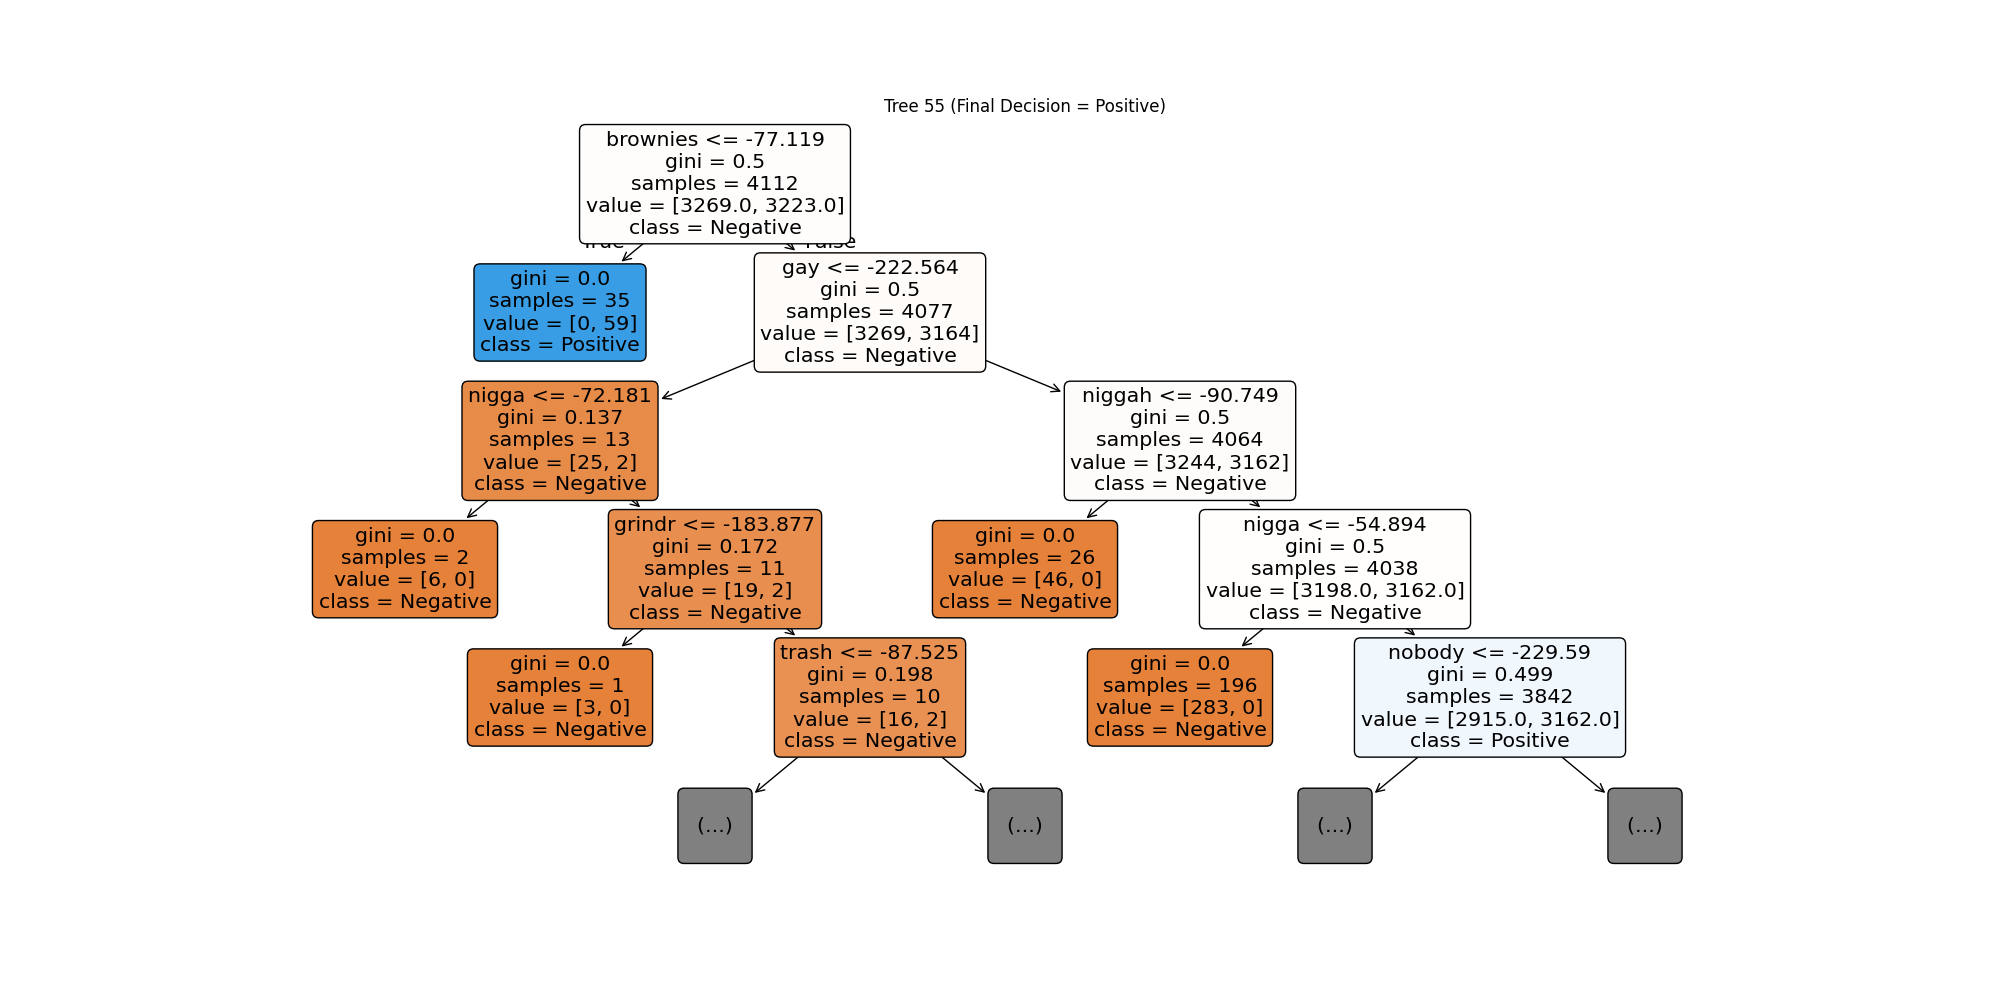 Tree 55 (Final Decision = Positive)
brownies <= -77.119
gini = 0.5
samples = 4112
value = [3269.0, 3223.0]
class = Negative
True
False
gini = 0.0
samples = 35
value = [0, 59]
class = Positive
gay <= -222.564
gini = 0.5
samples = 4077
value = [3269, 3164]
class = Negative
nigga <= -72.181
gini = 0.137
samples = 13
value = [25, 2]
class = Negative
niggah <= -90.749
gini = 0.5
samples = 4064
value = [3244, 3162]
class = Negative
gini = 0.0
samples = 2
value = [6, 0]
class = Negative
grindr <= -183.877
gini = 0.172
samples = 11
value = [19, 2]
class = Negative
gini = 0.0
samples = 26
value = [46, 0]
class = Negative
nigga <= -54.894
gini = 0.5
samples = 4038
value = [3198.0, 3162.0]
class = Negative
gini = 0.0
samples = 1
value = [3, 0]
class = Negative
trash <= -87.525
gini = 0.198
samples = 10
value = [16, 2]
class = Negative
gini = 0.0
samples = 196
value = [283, 0]
class = Negative
nobody <= -229.59
gini = 0.499
samples = 3842
value = [2915.0, 3162.0]
class = Positive
(...)
(...)
(...)
(...)